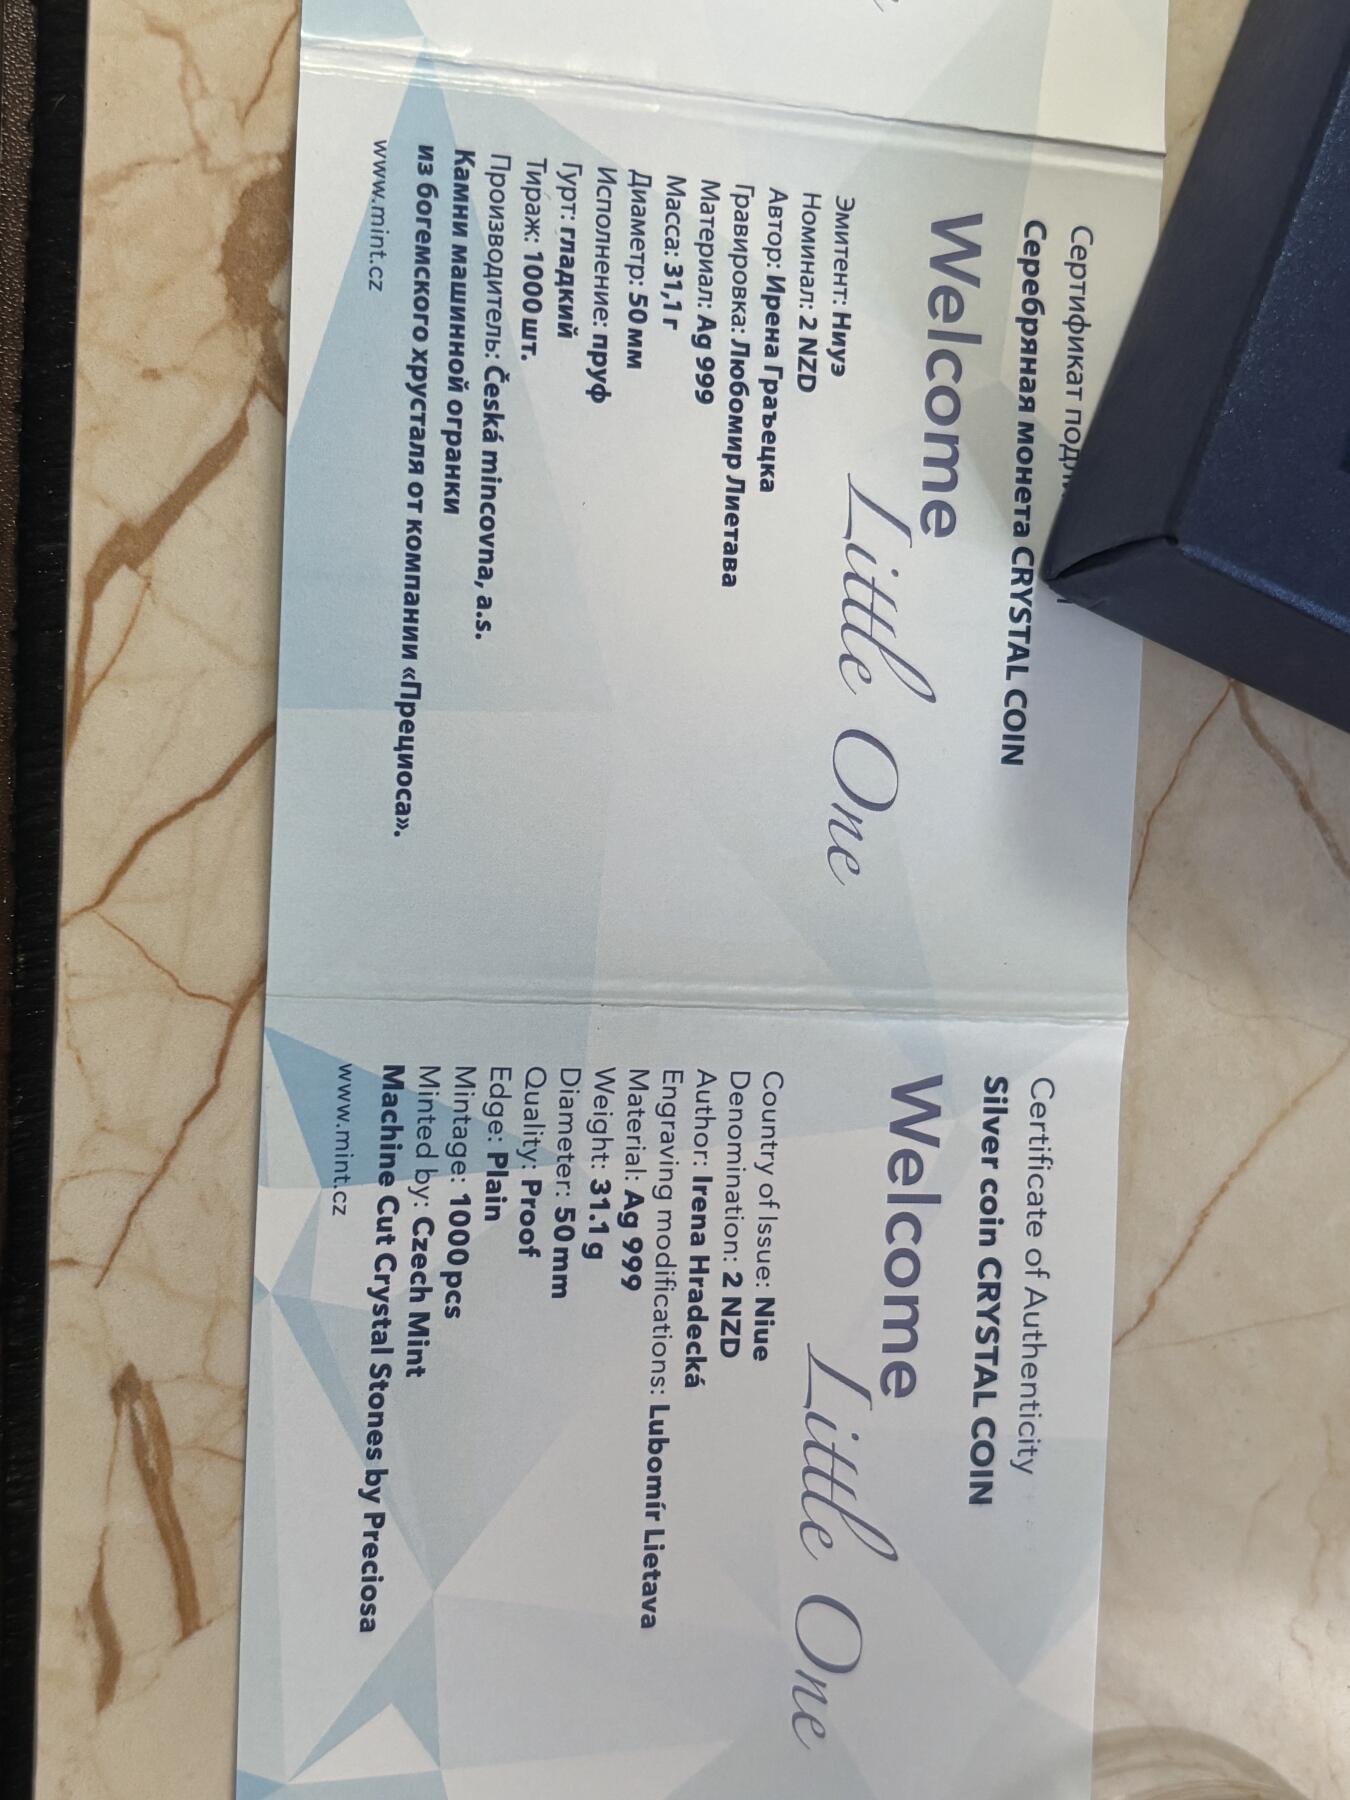 Сертификат
Серебряная монета CRYSTAL COIN
Welcome
Little One
Эмитент: Ниуэ
Номинал: 2 NZD
Автор: Ирена Граъецка
Гравировка: Любомир Лиетава
Материал: Ag 999
Масса: 31,1 г
Диаметр: 50 мм
Исполнение: пруф
Гурт: гладкий
Тираж: 1000 шт.
Производитель: Česká mincovna, a.s.
Камни машинной огранки
из богемского хрусталя от компании «Прециоса».
www.mint.cz
Certificate of Authenticity
Silver coin CRYSTAL COIN
Welcome
Little One
Country of Issue: Niue
Denomination: 2 NZD
Author: Irena Hradecká
Engraving modifications: Lubomír Lietava
Material: Ag 999
Weight: 31.1 g
Diameter: 50 mm
Quality: Proof
Edge: Plain
Mintage: 1000 pcs
Minted by: Czech Mint
Machine Cut Crystal Stones by Preciosa
www.mint.cz